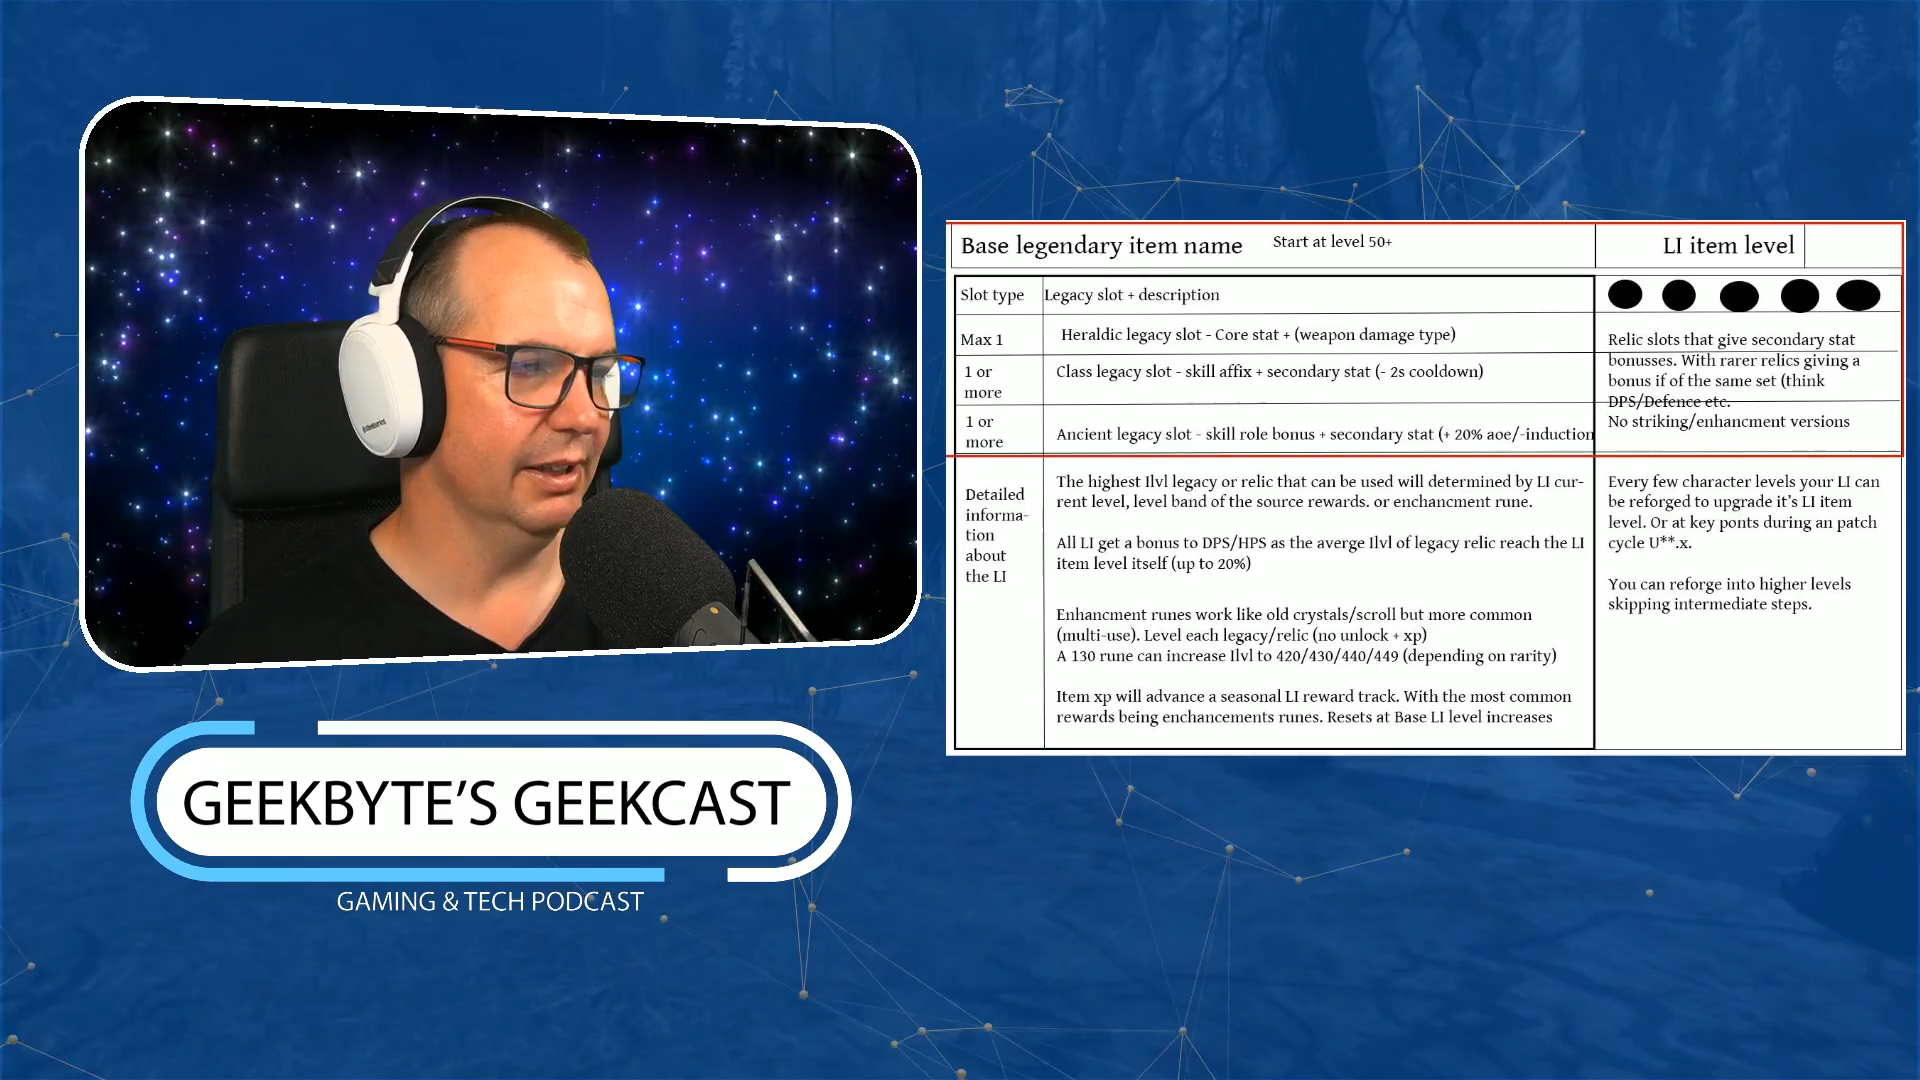 Base legendary item name
Start at level 50+
LI item level
Slot type
Legacy slot + description
Max 1
Heraldic legacy slot - Core stat + (weapon damage type)
1 or
more
Class legacy slot - skill affix + secondary stat (- 2s cooldown)
1 or
more
Ancient legacy slot - skill role bonus + secondary stat (+ 20% aoe/-induction
Relic slots that give secondary stat
bonusses. With rarer relics giving a
bonus if of the same set (think
DPS/Defence etc.
No striking/enhancment versions
Detailed
informa-
tion
about
the LI
The highest Ilvl legacy or relic that can be used will determined by LI cur-
rent level, level band of the source rewards. or enchancment rune.
All LI get a bonus to DPS/HPS as the averge Ilvl of legacy relic reach the LI
item level itself (up to 20%)
Enhancment runes work like old crystals/scroll but more common
(multi-use). Level each legacy/relic (no unlock + xp)
A 130 rune can increase Ilvl to 420/430/440/449 (depending on rarity)
Item xp will advance a seasonal LI reward track. With the most common
rewards being enchancements runes. Resets at Base LI level increases
Every few character levels your LI can
be reforged to upgrade it's LI item
level. Or at key ponts during an patch
cycle U**.x.
You can reforge into higher levels
skipping intermediate steps.
steelseries
GEEKBYTE'S GEEKCAST
GAMING & TECH PODCAST